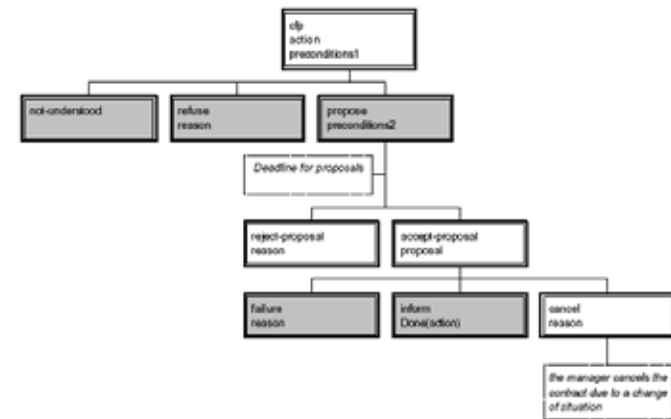 cfp
action
preconditions1
not-understood
refuse
reason
propose
preconditions2
Deadline for proposals
reject-proposal
reason
accept-proposal
proposal
failure
reason
inform
Done(action)
cancel
reason
the manager cancels the
contract due to a change
of situation